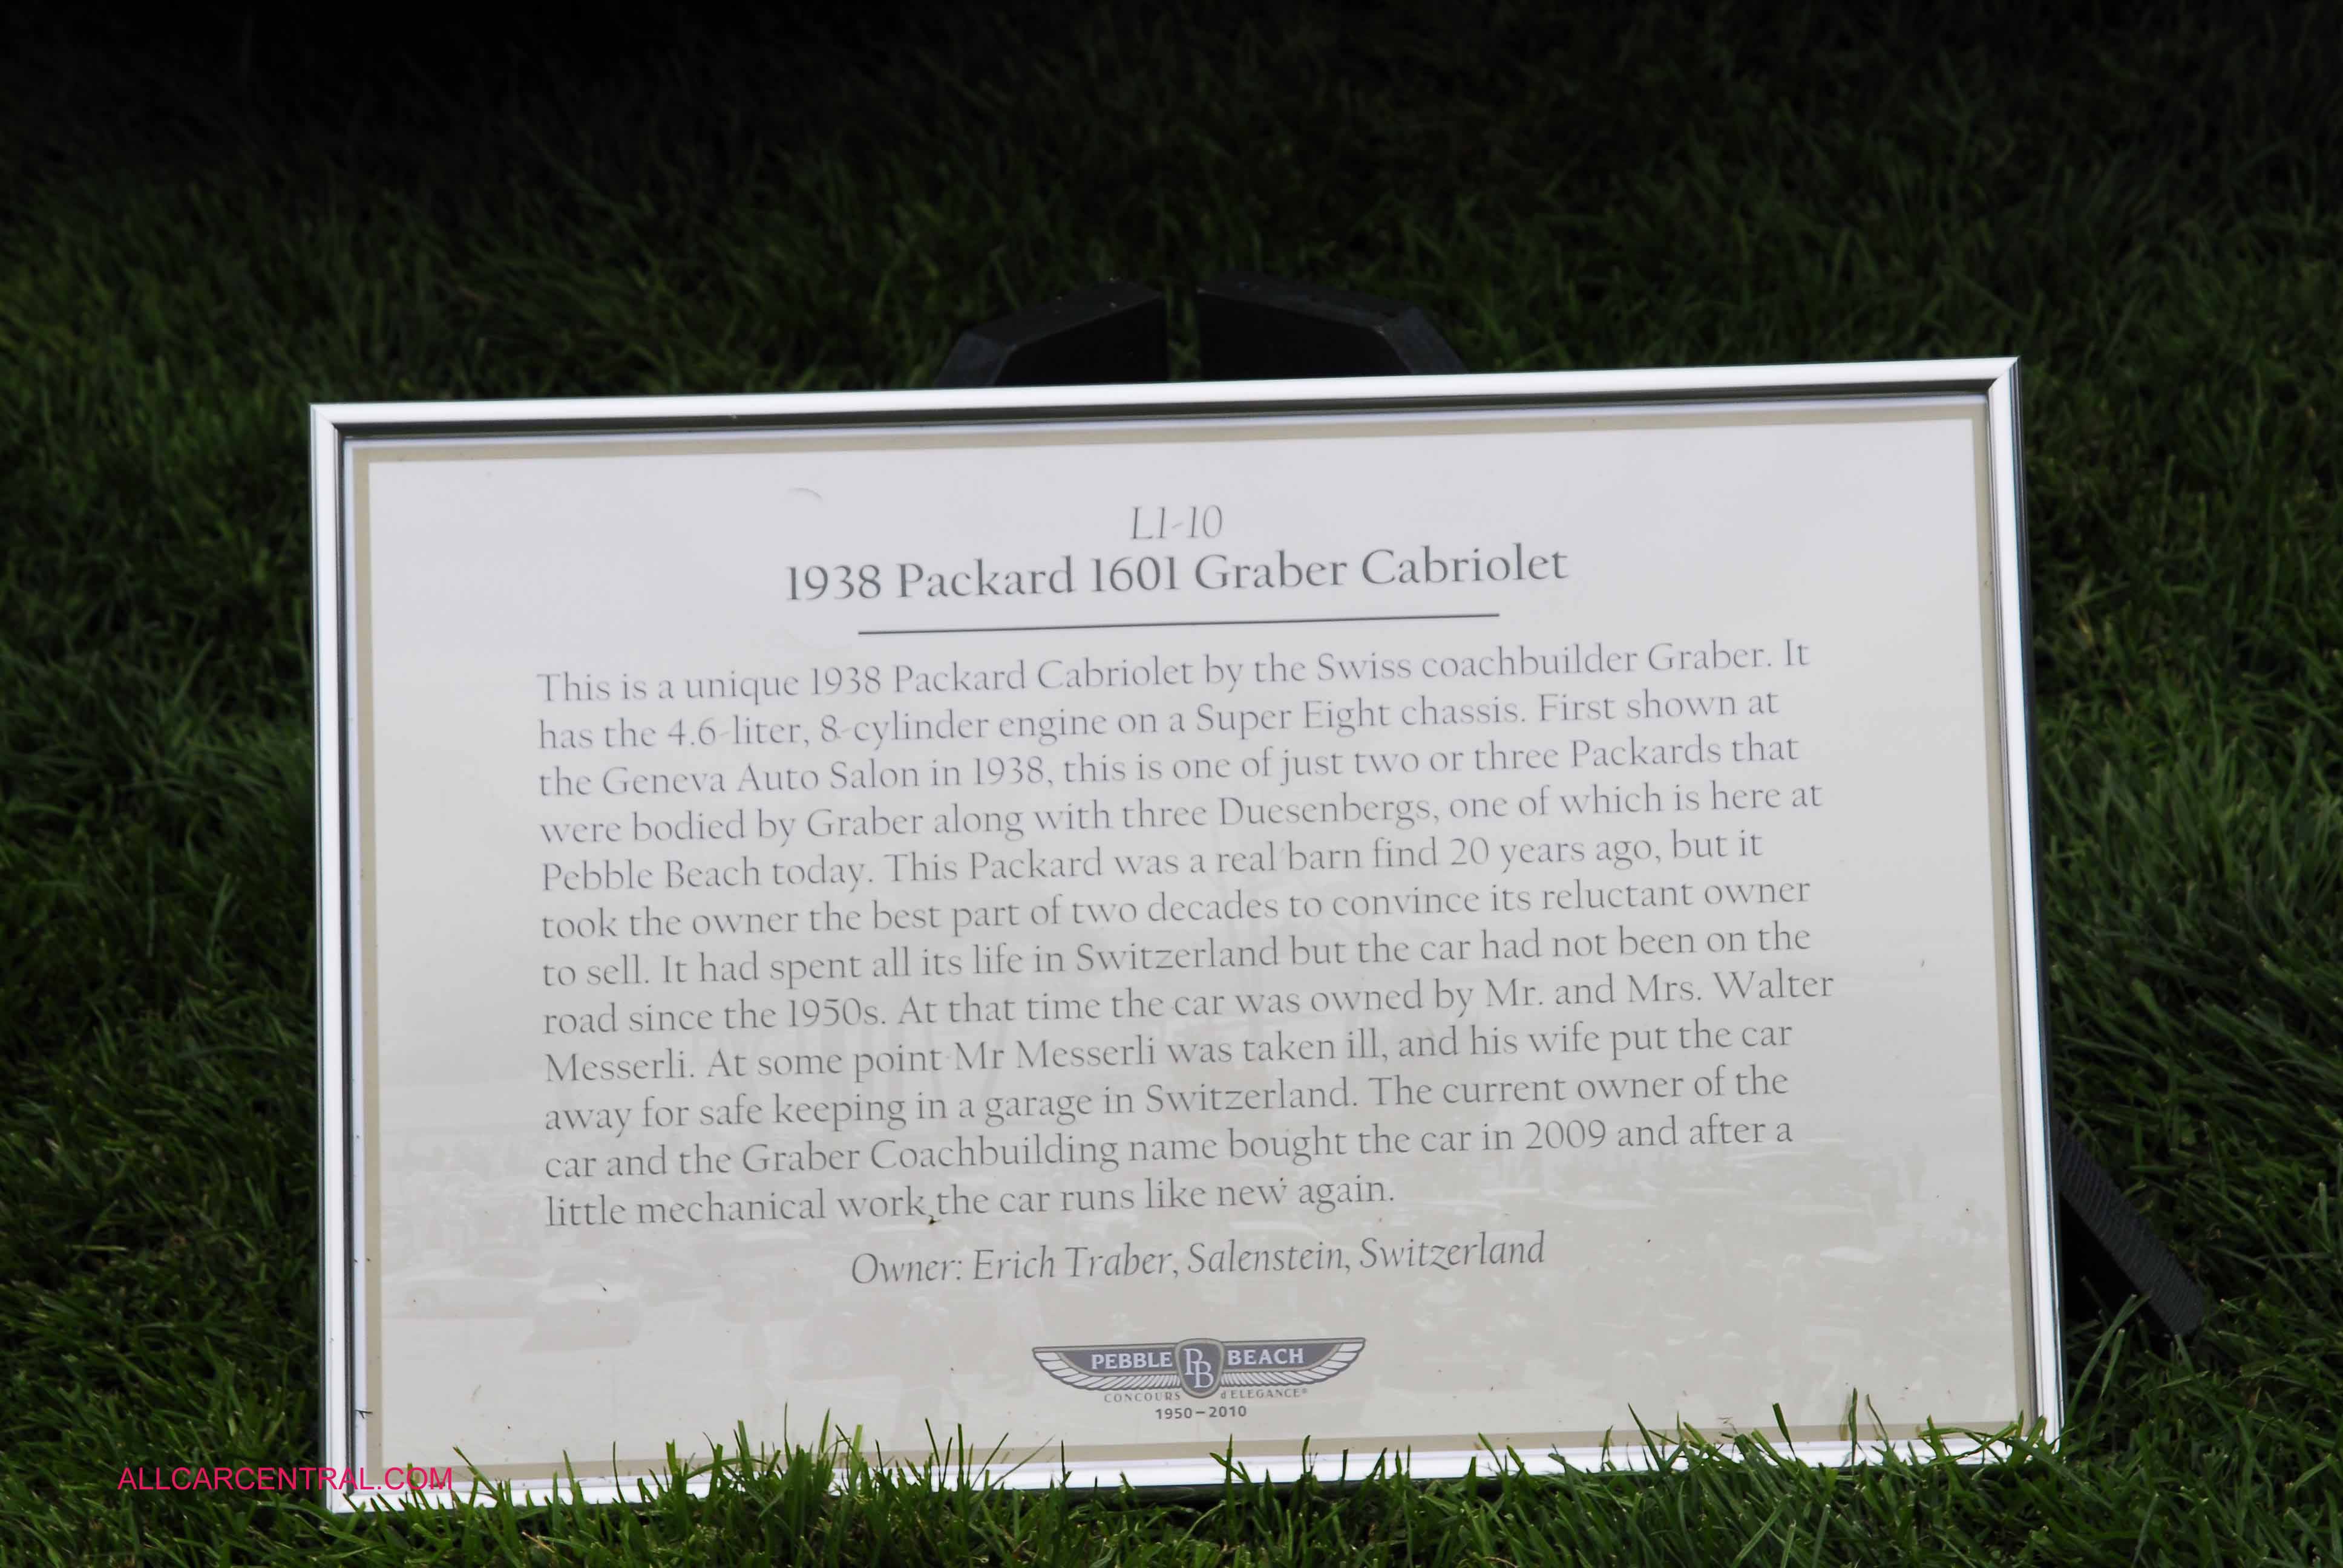 L1-10
1938 Packard 1601 Graber Cabriolet
This is a unique 1938 Packard Cabriolet by the Swiss coachbuilder Graber. It
has the 4.6-liter, 8-cylinder engine on a Super Eight chassis. First shown at
the Geneva Auto Salon in 1938, this is one of just two or three Packards that
were bodied by Graber along with three Duesenbergs, one of which is here at
Pebble Beach today. This Packard was a real barn find 20 years ago, but it
took the owner the best part of two decades to convince its reluctant owner
to sell. It had spent all its life in Switzerland but the car had not been on the
road since the 1950s. At that time the car was owned by Mr. and Mrs. Walter
Messerli. At some point Mr Messerli was taken ill, and his wife put the car
away for safe keeping in a garage in Switzerland. The current owner of the
car and the Graber Coachbuilding name bought the car in 2009 and after a
little mechanical work, the car runs like new again.
Owner: Erich Traber, Salenstein, Switzerland
PEBBLE PB BEACH
CONCOURS d'ELEGANCE®
1950–2010
ALLCARCENTRAL.COM